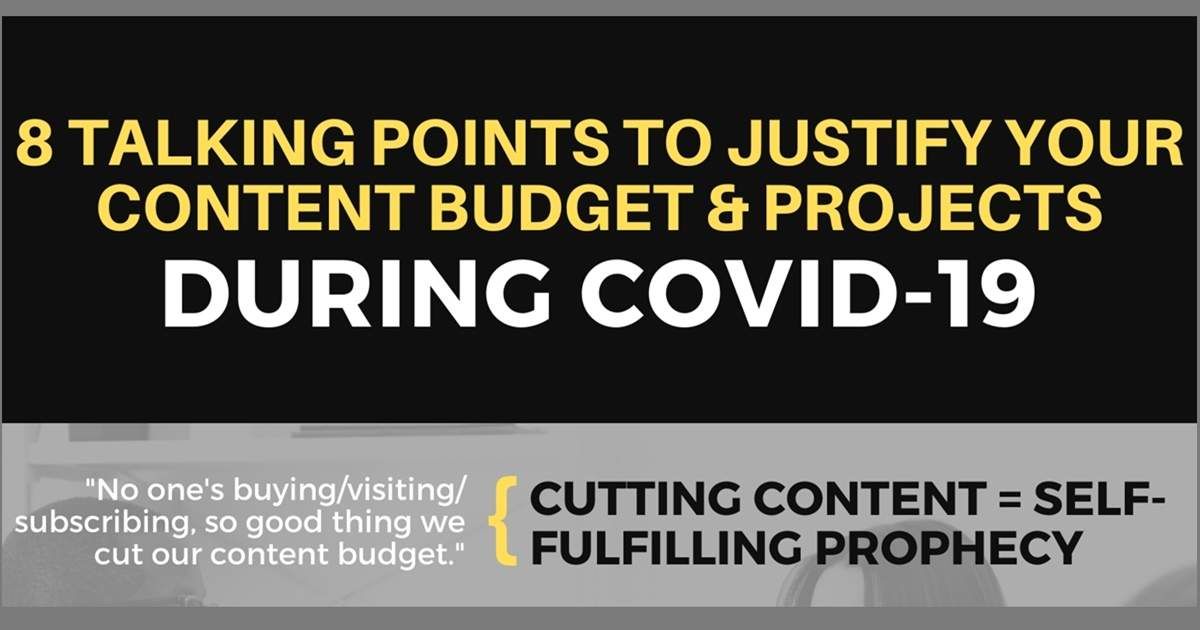 8 TALKING POINTS TO JUSTIFY YOUR
CONTENT BUDGET & PROJECTS
DURING COVID-19
"No one's buying/visiting/
subscribing, so good thing we
cut our content budget."
{
CUTTING CONTENT = SELF-
FULFILLING PROPHECY